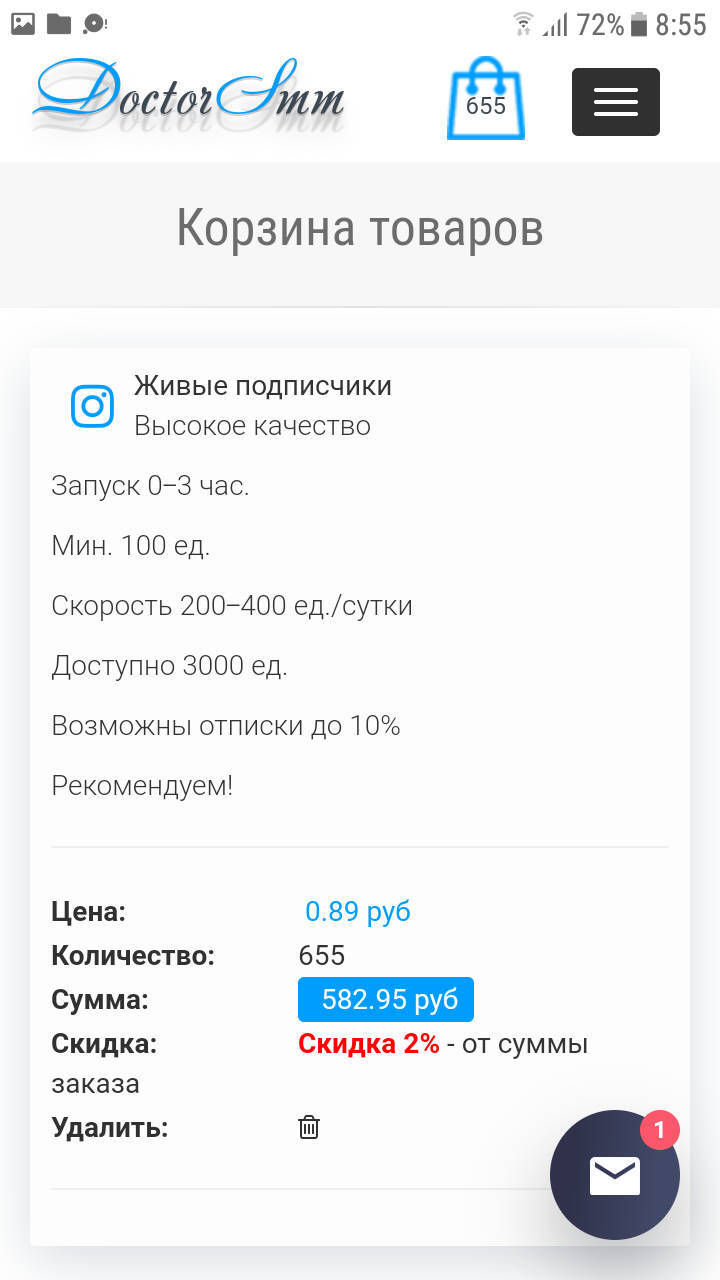 72% 8:55
DoctorSmm
655
Корзина товаров
Живые подписчики
Высокое качество
Запуск 0–3 час.
Мин. 100 ед.
Скорость 200–400 ед./сутки
Доступно 3000 ед.
Возможны отписки до 10%
Рекомендуем!
Цена: 0.89 руб
Количество: 655
Сумма: 582.95 руб
Скидка: Скидка 2% - от суммы
заказа
Удалить:
1